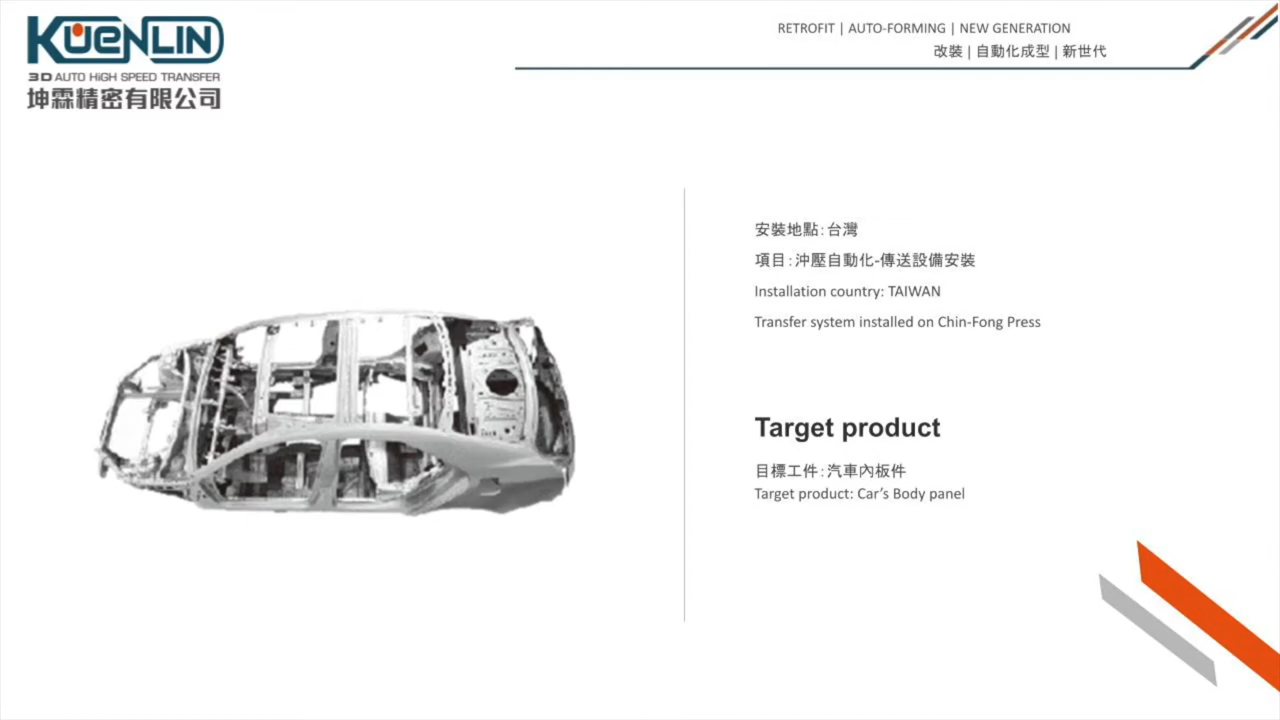 KUENLIN
3D AUTO HIGH SPEED TRANSFER
坤霖精密有限公司
RETROFIT | AUTO-FORMING | NEW GENERATION
改裝 | 自動化成型 | 新世代
安裝地點：台灣
項目：沖壓自動化-傳送設備安裝
Installation country: TAIWAN
Transfer system installed on Chin-Fong Press
Target product
目標工件：汽車內板件
Target product: Car’s Body panel